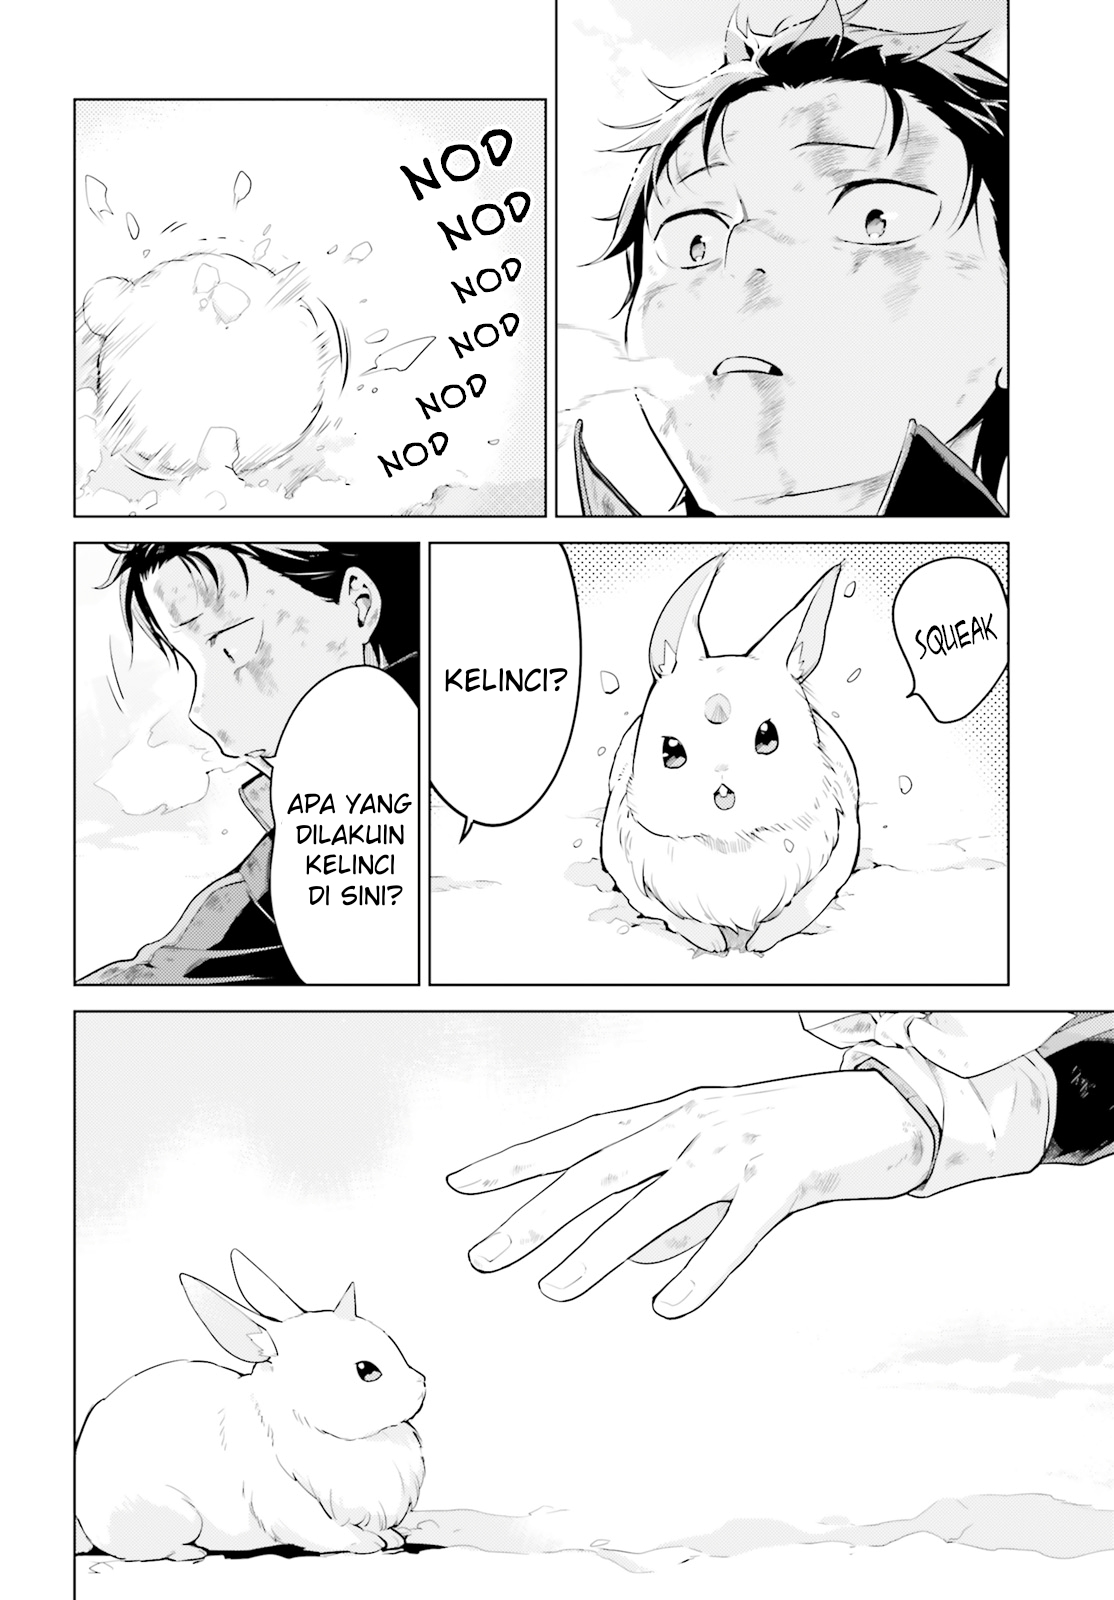 NOD
NOD
NOD
NOD
NOD
NOD
SQUEAK
KELINCI?
APA YANG
DILAKUIN
KELINCI
DI SINI?